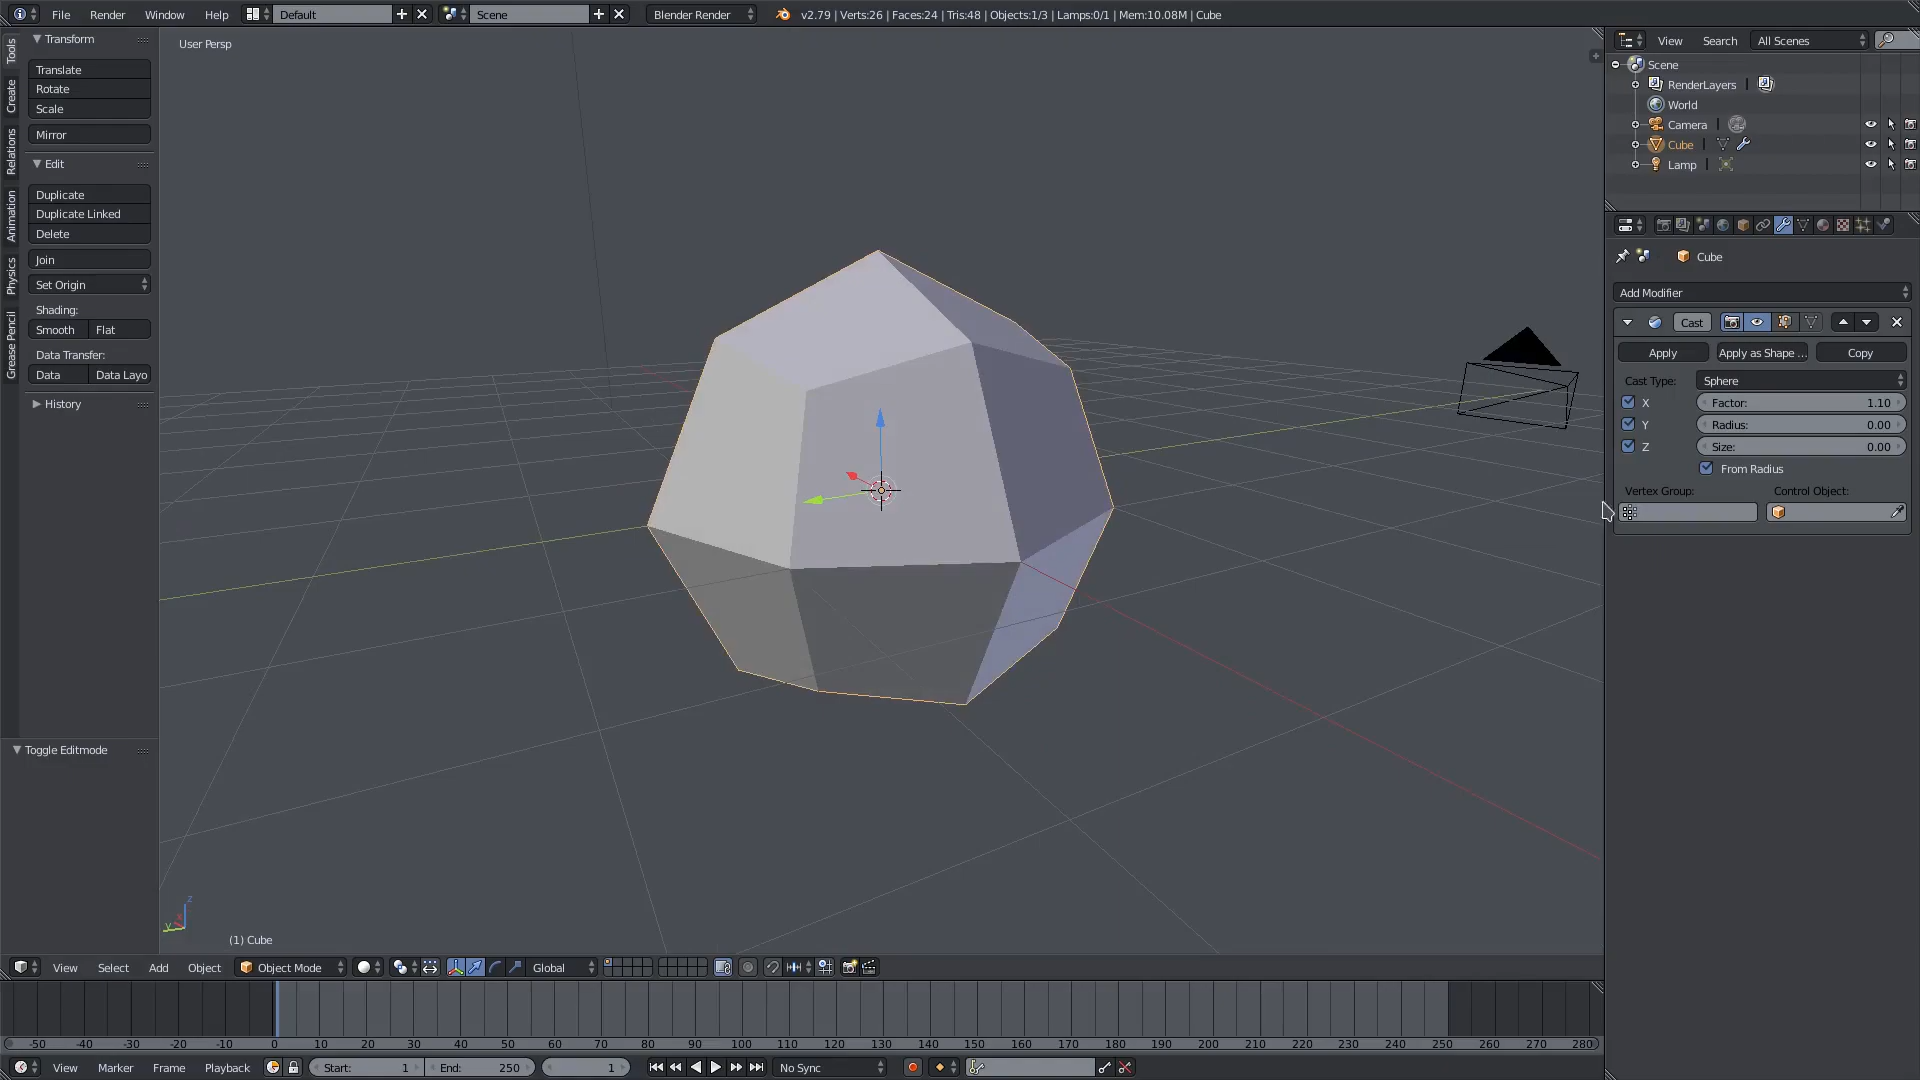 File Render Window Help Default Scene Blender Render v2.79 | Verts:26 | Faces:24 | Tris:48 | Objects:1/3 | Lamps:0/1 | Mem:10.08M | Cube
Tools
Create
Relations
Animation
Physics
Grease Pencil
Transform
Translate
Rotate
Scale
Mirror
Edit
Duplicate
Duplicate Linked
Delete
Join
Set Origin
Shading:
Smooth Flat
Data Transfer:
Data Data Layo
History
Toggle Editmode
User Persp
z
x
y
(1) Cube
View Search All Scenes
Scene
RenderLayers
World
Camera
Cube
Lamp
Cube
Add Modifier
Cast
Apply Apply as Shape ... Copy
Cast Type: Sphere
X Factor: 1.10
Y Radius: 0.00
Z Size: 0.00
From Radius
Vertex Group: Control Object:
View Select Add Object Object Mode Global
-50 -40 -30 -20 -10 0 10 20 30 40 50 60 70 80 90 100 110 120 130 140 150 160 170 180 190 200 210 220 230 240 250 260 270 280
View Marker Frame Playback Start: 1 End: 250 1 No Sync